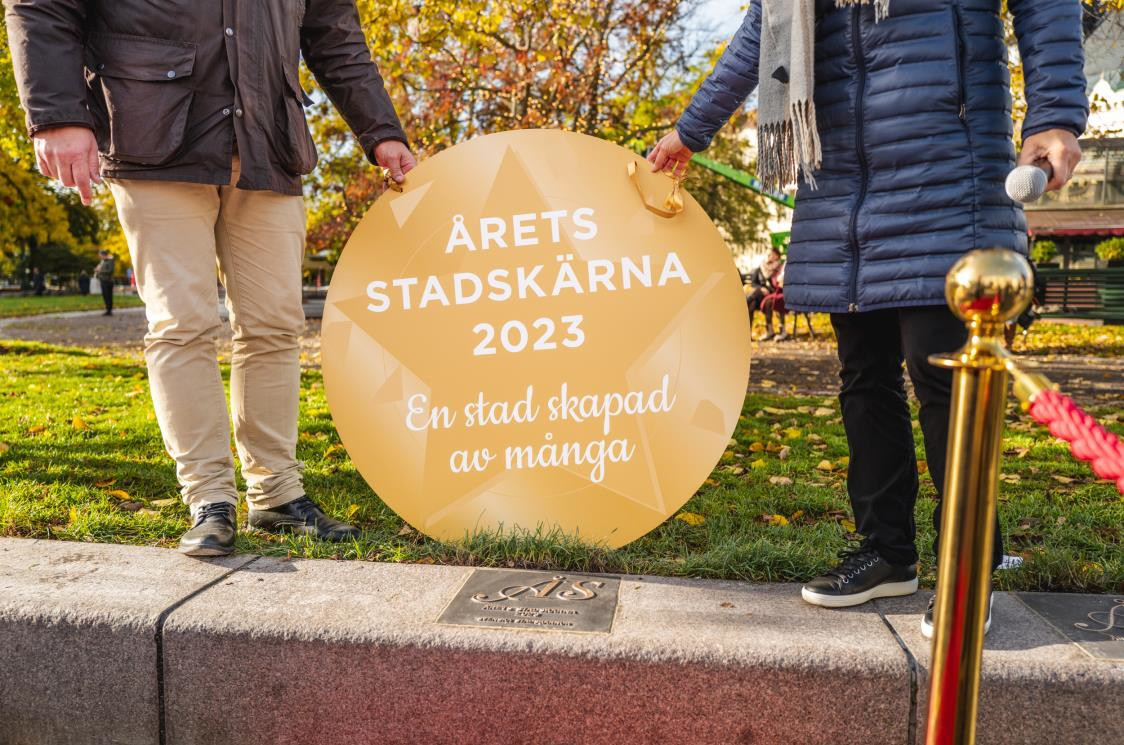 ÅRETS
STADSKÄRNA
2023
En stad skapad
av många
ÅS